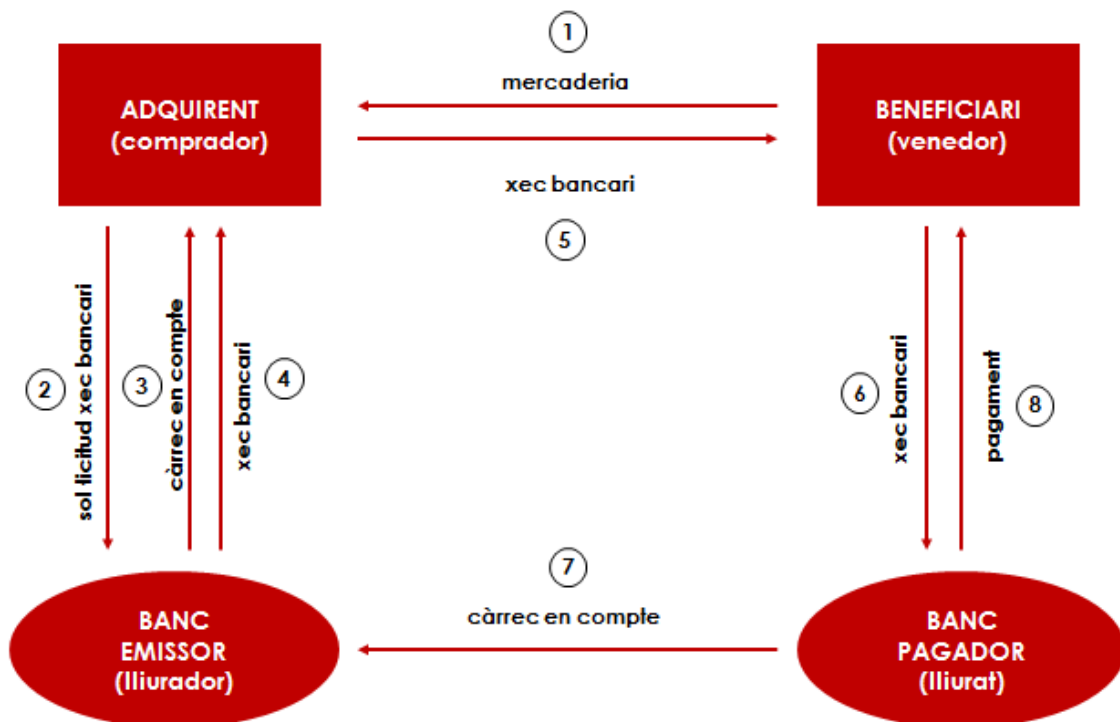 1
ADQUIRENT
(comprador)
mercaderia
BENEFICIARI
(venedor)
xec bancari
5
2
sol·licitud xec bancari
3
càrrec en compte
xec bancari
4
6
xec bancari
pagament
8
7
càrrec en compte
BANC
EMISSOR
(lliurador)
BANC
PAGADOR
(lliurat)